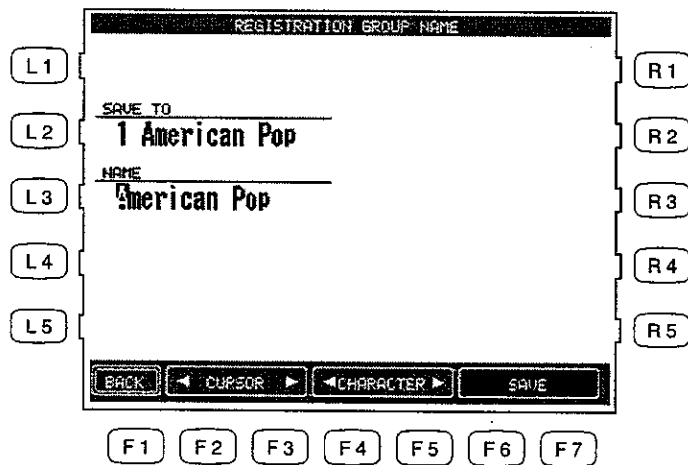 REGISTRATION GROUP NAME
L1
R1
SAVE TO
L2
1 American Pop
R2
NAME
L3
American Pop
R3
L4
R4
L5
R5
BACK ◀ CURSOR ▶ ◀CHARACTER▶ SAVE
F1 F2 F3 F4 F5 F6 F7